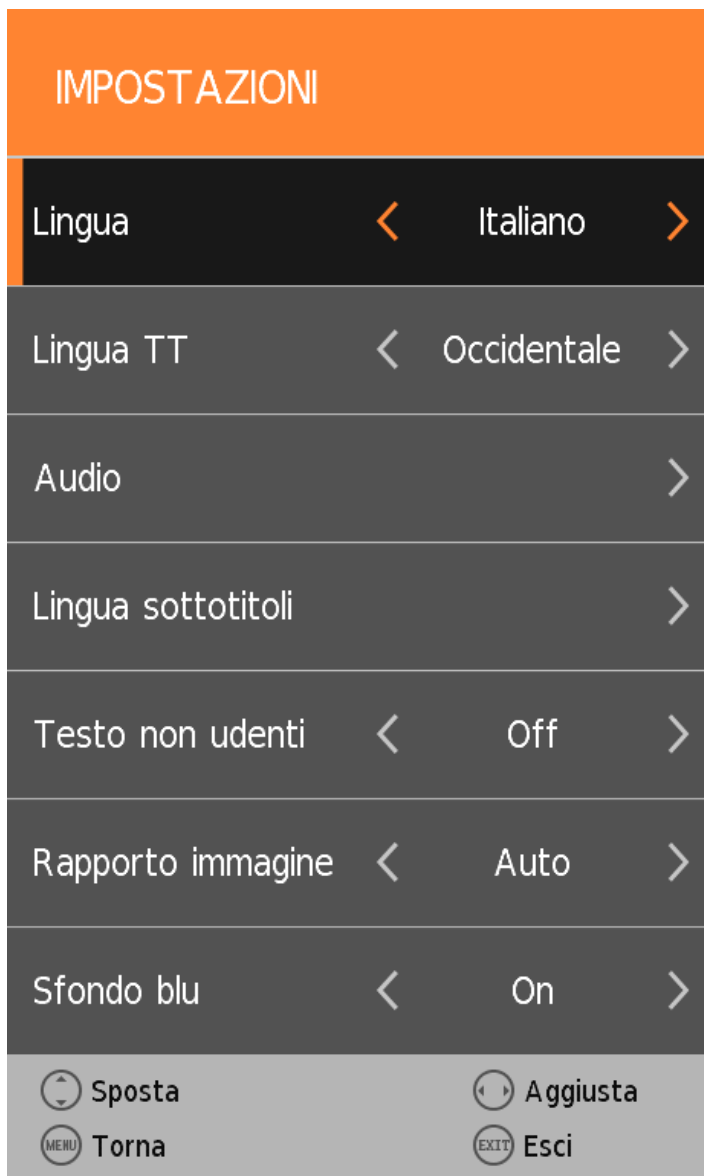 IMPOSTAZIONI
Lingua Italiano
Lingua TT Occidentale
Audio
Lingua sottotitoli
Testo non udenti Off
Rapporto immagine Auto
Sfondo blu On
Sposta Aggiusta
MENU Torna EXIT Esci